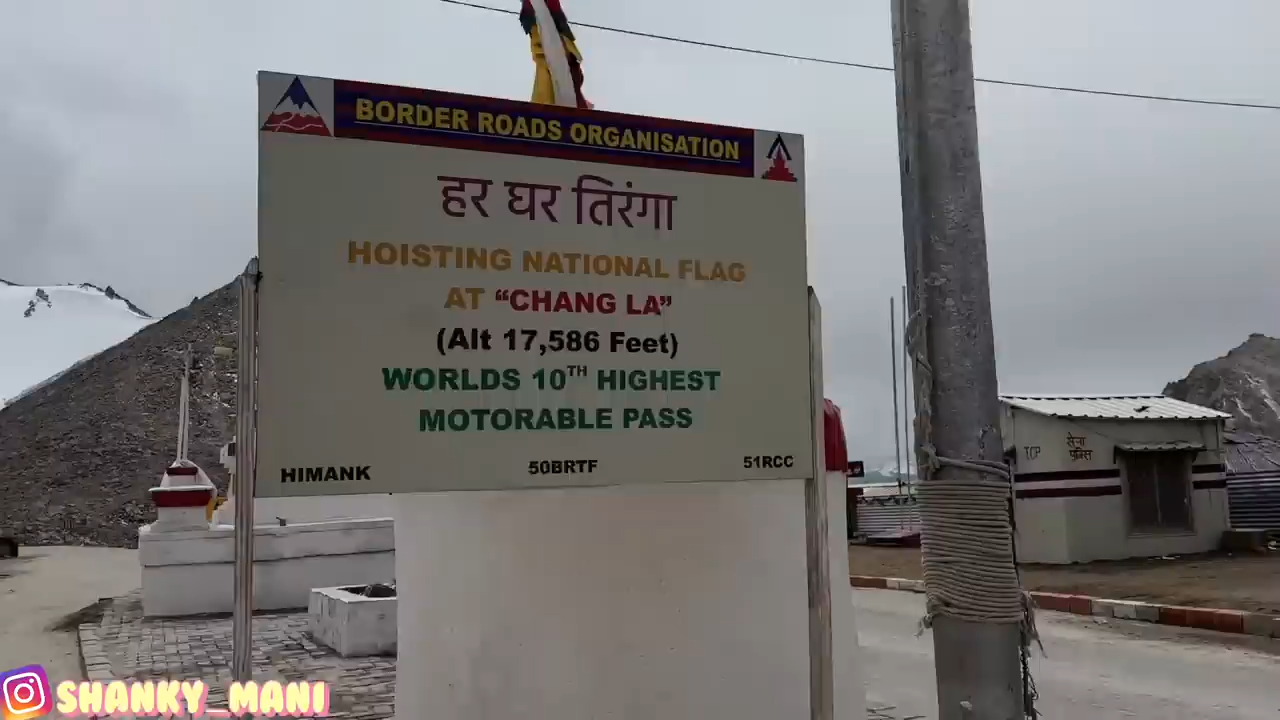 BORDER ROADS ORGANISATION
हर घर तिरंगा
HOISTING NATIONAL FLAG
AT “CHANG LA”
(Alt 17,586 Feet)
WORLDS 10TH HIGHEST
MOTORABLE PASS
HIMANK 50BRTF 51RCC
TCP
सेना
SHANKY_MANI